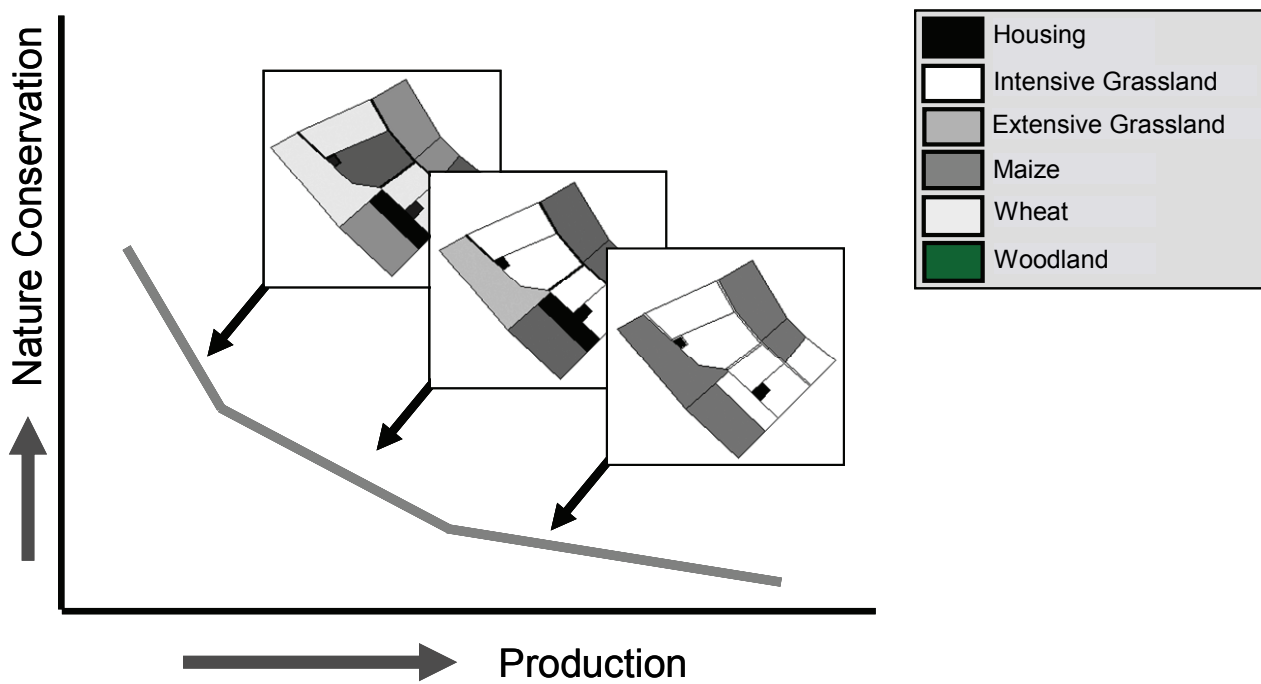 Nature Conservation
Housing
Intensive Grassland
Extensive Grassland
Maize
Wheat
Woodland
Production